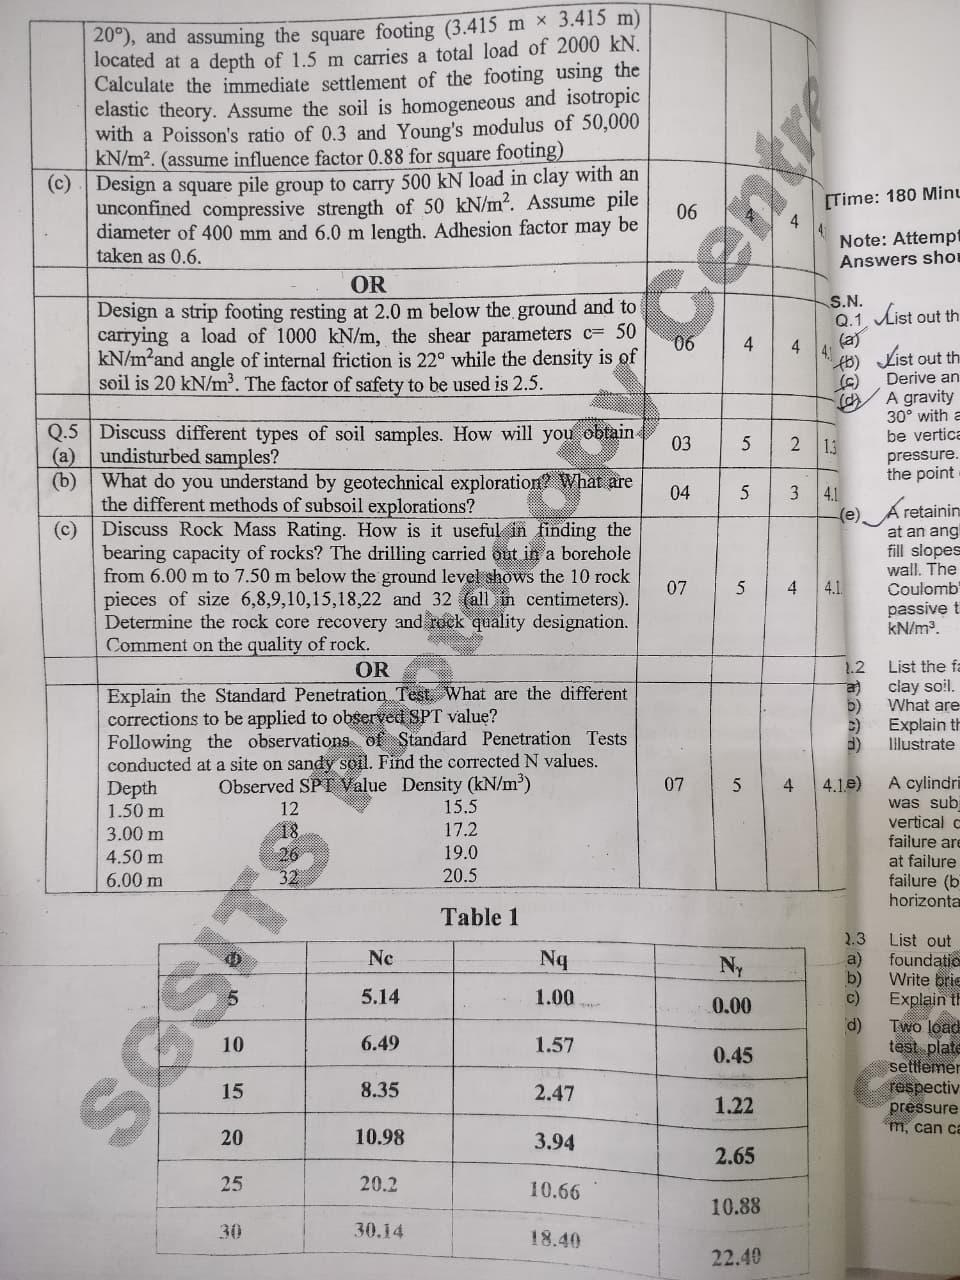 20°), and assuming the square footing (3.415 m × 3.415 m)
located at a depth of 1.5 m carries a total load of 2000 kN.
Calculate the immediate settlement of the footing using the
elastic theory. Assume the soil is homogeneous and isotropic
with a Poisson's ratio of 0.3 and Young's modulus of 50,000
kN/m². (assume influence factor 0.88 for square footing)
(c) Design a square pile group to carry 500 kN load in clay with an
unconfined compressive strength of 50 kN/m². Assume pile
diameter of 400 mm and 6.0 m length. Adhesion factor may be
taken as 0.6.
06 4 4 4
OR
Design a strip footing resting at 2.0 m below the ground and to
carrying a load of 1000 kN/m, the shear parameters c= 50
kN/m²and angle of internal friction is 22° while the density is of
soil is 20 kN/m³. The factor of safety to be used is 2.5.
06 4 4 4.
Q.5 Discuss different types of soil samples. How will you obtain
(a) undisturbed samples?
03 5 2 1.3
(b) What do you understand by geotechnical exploration? What are
the different methods of subsoil explorations?
04 5 3 4.1
(c) Discuss Rock Mass Rating. How is it useful in finding the
bearing capacity of rocks? The drilling carried out in a borehole
from 6.00 m to 7.50 m below the ground level shows the 10 rock
pieces of size 6,8,9,10,15,18,22 and 32 (all in centimeters).
Determine the rock core recovery and rock quality designation.
Comment on the quality of rock.
07 5 4 4.1.
OR
Explain the Standard Penetration Test. What are the different
corrections to be applied to observed SPT value?
Following the observations of Standard Penetration Tests
conducted at a site on sandy soil. Find the corrected N values.
Depth Observed SPT Value Density (kN/m³)
1.50 m 12 15.5
3.00 m 18 17.2
4.50 m 26 19.0
6.00 m 32 20.5
07 5 4 4.1.
Table 1
Φ Nc Nq Nγ
5 5.14 1.00 0.00
10 6.49 1.57 0.45
15 8.35 2.47 1.22
20 10.98 3.94 2.65
25 20.2 10.66 10.88
30 30.14 18.40 22.40
SGSITS Photocopy Centre
[Time: 180 Minu
Note: Attempt
Answers shou
S.N.
Q.1 List out th
(a)
(b) List out th
(c) Derive an
(d) A gravity
30° with a
be vertica
pressure.
the point
(e) A retainin
at an ang
fill slopes
wall. The
Coulomb'
passive t
kN/m³.
.2 List the fa
a) clay soil.
b) What are
c) Explain th
d) Illustrate
e) A cylindri
was subj
vertical c
failure are
at failure
failure (b
horizonta
.3 List out
a) foundatio
b) Write brie
c) Explain th
d) Two load
test plate
settlemen
respectiv
pressure
m, can ca
S